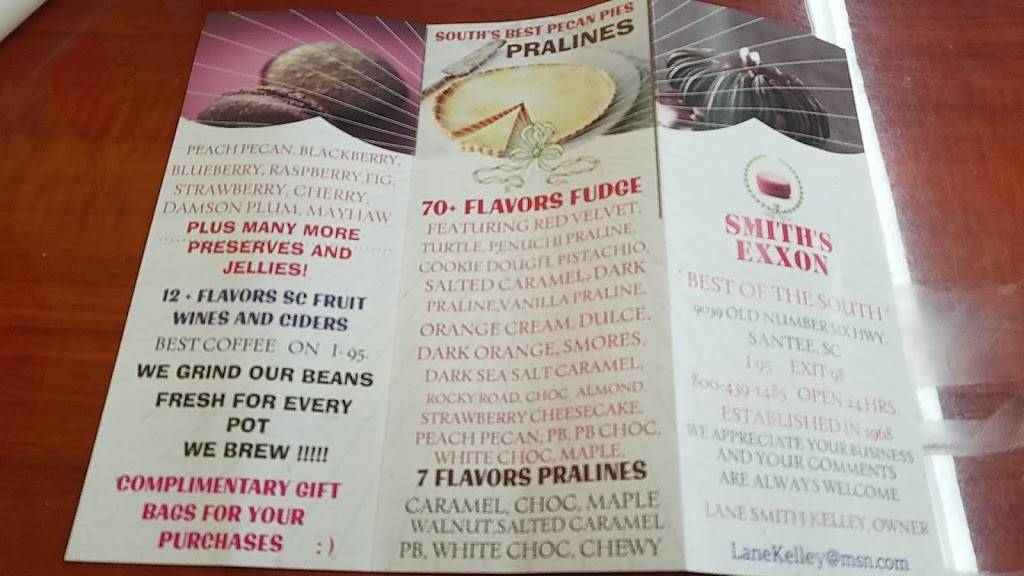 PEACH PECAN, BLACKBERRY,
BLUEBERRY, RASPBERRY,FIG,
STRAWBERRY, CHERRY,
DAMSON PLUM, MAYHAW
PLUS MANY MORE
PRESERVES AND
JELLIES!
12 + FLAVORS SC FRUIT
WINES AND CIDERS
BEST COFFEE ON I-95.
WE GRIND OUR BEANS
FRESH FOR EVERY
POT
WE BREW !!!!!
COMPLIMENTARY GIFT
BAGS FOR YOUR
PURCHASES :)
SOUTH'S BEST PECAN PIES
PRALINES
70+ FLAVORS FUDGE
FEATURING RED VELVET,
TURTLE, PENUCHI PRALINE,
COOKIE DOUGH, PISTACHIO,
SALTED CARAMEL, DARK
PRALINE,VANILLA PRALINE,
ORANGE CREAM, DULCE,
DARK ORANGE, SMORES,
DARK SEA SALT CARAMEL,
ROCKY ROAD, CHOC ALMOND,
STRAWBERRY CHEESECAKE,
PEACH PECAN, PB, PB CHOC,
WHITE CHOC, MAPLE,
7 FLAVORS PRALINES
CARAMEL, CHOC, MAPLE
WALNUT,SALTED CARAMEL
PB, WHITE CHOC, CHEWY
SMITH'S
EXXON
"BEST OF THE SOUTH"
9039 OLD NUMBER SIX HWY.
SANTEE, SC
I 95 EXIT 98
800-439-1485 OPEN 24 HRS.
ESTABLISHED IN 1968
WE APPRECIATE YOUR BUSINESS
AND YOUR COMMENTS
ARE ALWAYS WELCOME
LANE SMITH KELLEY, OWNER
LaneKelley@msn.com